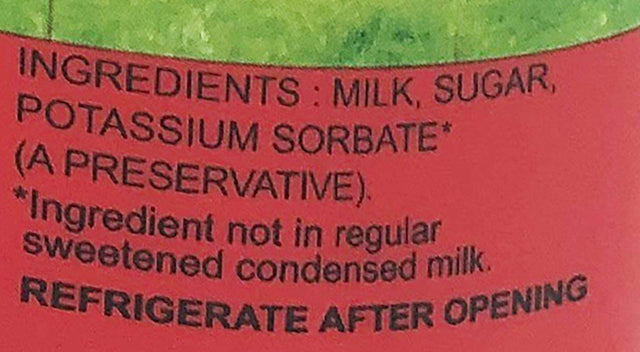 INGREDIENTS : MILK, SUGAR,
POTASSIUM SORBATE*
(A PRESERVATIVE).
*Ingredient not in regular
sweetened condensed milk.
REFRIGERATE AFTER OPENING